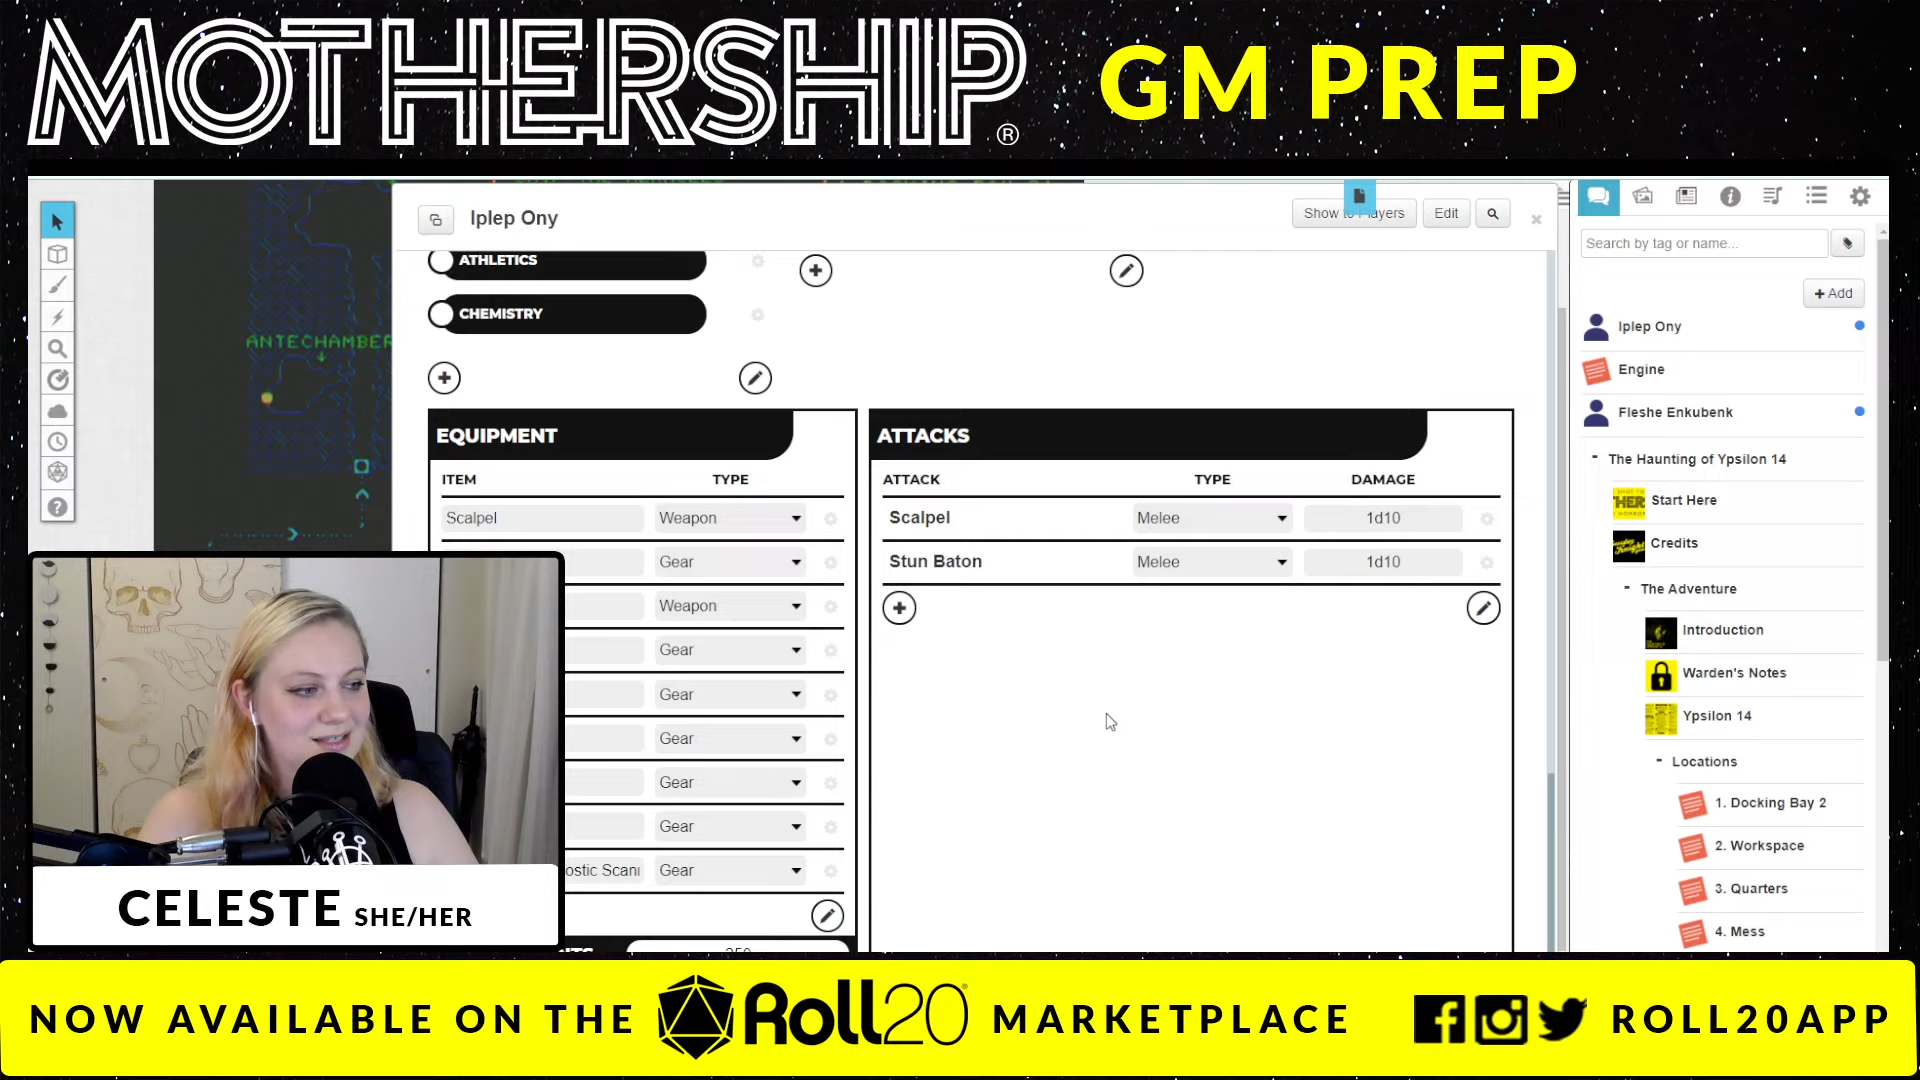 MOTHERSHIP®
GM PREP
Iplep Ony
Show to Players
Edit
ATHLETICS
CHEMISTRY
ANTECHAMBER
EQUIPMENT
ITEM TYPE
Scalpel Weapon
Gear
Weapon
Gear
Gear
Gear
Gear
Gear
ostic Scani Gear
ATTACKS
ATTACK TYPE DAMAGE
Scalpel Melee 1d10
Stun Baton Melee 1d10
Search by tag or name...
+ Add
Iplep Ony
Engine
Fleshe Enkubenk
The Haunting of Ypsilon 14
Start Here
Credits
The Adventure
Introduction
Warden's Notes
Ypsilon 14
Locations
1. Docking Bay 2
2. Workspace
3. Quarters
4. Mess
CELESTE SHE/HER
NOW AVAILABLE ON THE Roll20® MARKETPLACE
ROLL20APP